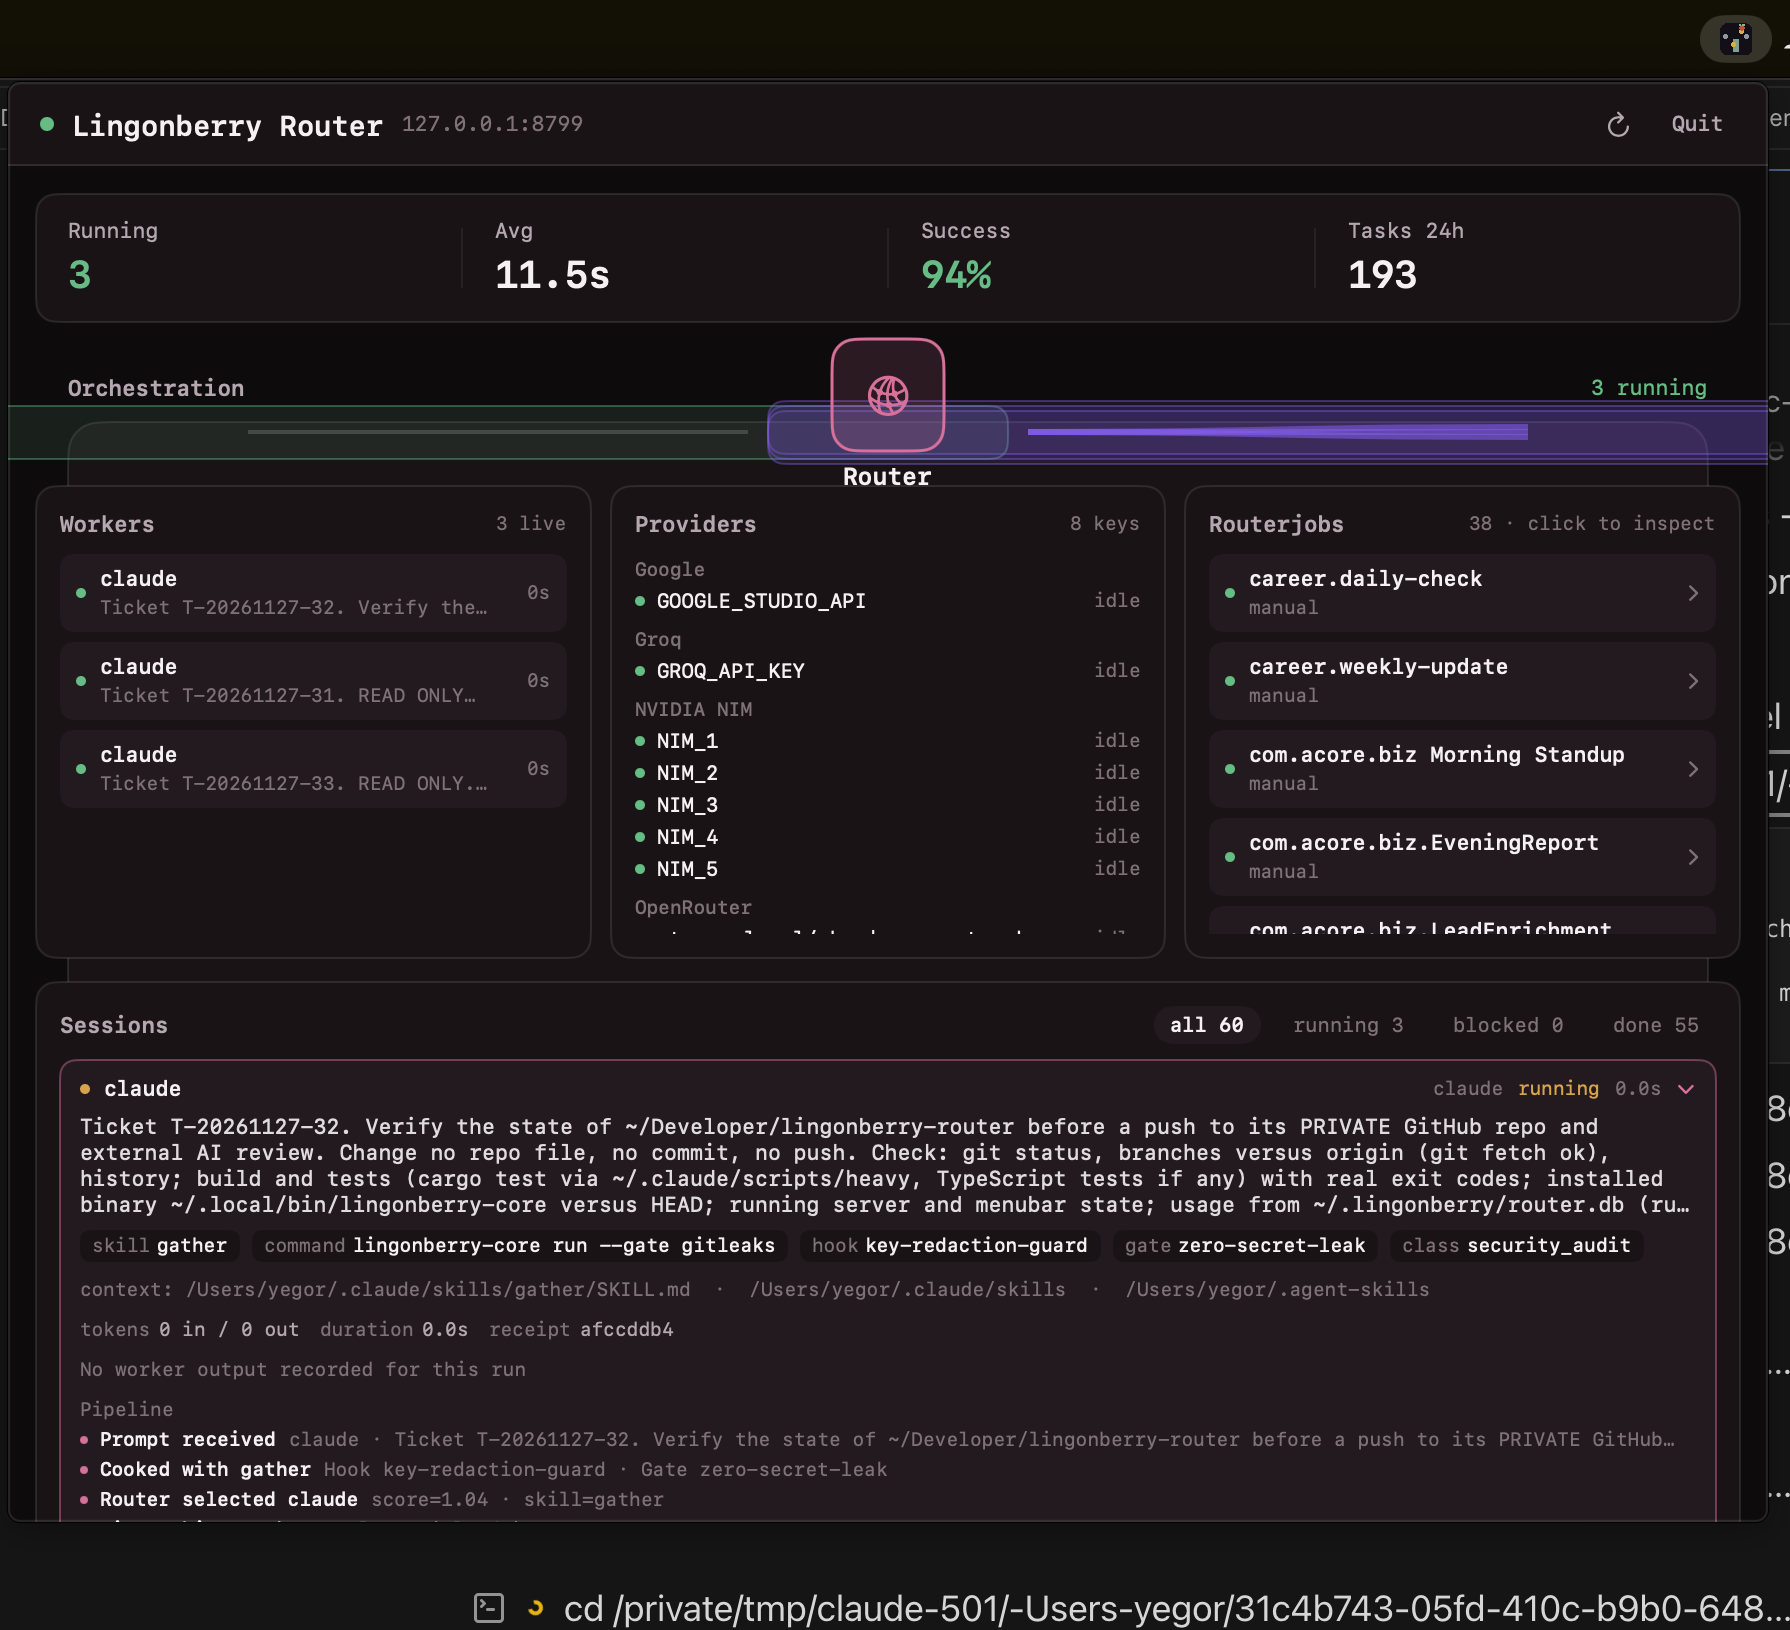 Lingonberry Router 127.0.0.1:8799
Quit
Running
3
Avg
11.5s
Success
94%
Tasks 24h
193
Orchestration
3 running
Router
Workers
3 live
claude
Ticket T-20261127-32. Verify the…
0s
claude
Ticket T-20261127-31. READ ONLY…
0s
claude
Ticket T-20261127-33. READ ONLY.…
0s
Providers
8 keys
Google
GOOGLE_STUDIO_API
idle
Groq
GROQ_API_KEY
idle
NVIDIA NIM
NIM_1
idle
NIM_2
idle
NIM_3
idle
NIM_4
idle
NIM_5
idle
OpenRouter
Routerjobs
38 · click to inspect
career.daily-check
manual
career.weekly-update
manual
com.acore.biz Morning Standup
manual
com.acore.biz.EveningReport
manual
com.acore.biz.LeadEnrichment
Sessions
all 60
running 3
blocked 0
done 55
claude
claude running 0.0s
Ticket T-20261127-32. Verify the state of ~/Developer/lingonberry-router before a push to its PRIVATE GitHub repo and
external AI review. Change no repo file, no commit, no push. Check: git status, branches versus origin (git fetch ok),
history; build and tests (cargo test via ~/.claude/scripts/heavy, TypeScript tests if any) with real exit codes; installed
binary ~/.local/bin/lingonberry-core versus HEAD; running server and menubar state; usage from ~/.lingonberry/router.db (ru…
skill gather
command lingonberry-core run --gate gitleaks
hook key-redaction-guard
gate zero-secret-leak
class security_audit
context: /Users/yegor/.claude/skills/gather/SKILL.md · /Users/yegor/.claude/skills · /Users/yegor/.agent-skills
tokens 0 in / 0 out duration 0.0s receipt afccddb4
No worker output recorded for this run
Pipeline
Prompt received claude · Ticket T-20261127-32. Verify the state of ~/Developer/lingonberry-router before a push to its PRIVATE GitHub…
Cooked with gather Hook key-redaction-guard · Gate zero-secret-leak
Router selected claude score=1.04 · skill=gather
cd /private/tmp/claude-501/-Users-yegor/31c4b743-05fd-410c-b9b0-648...